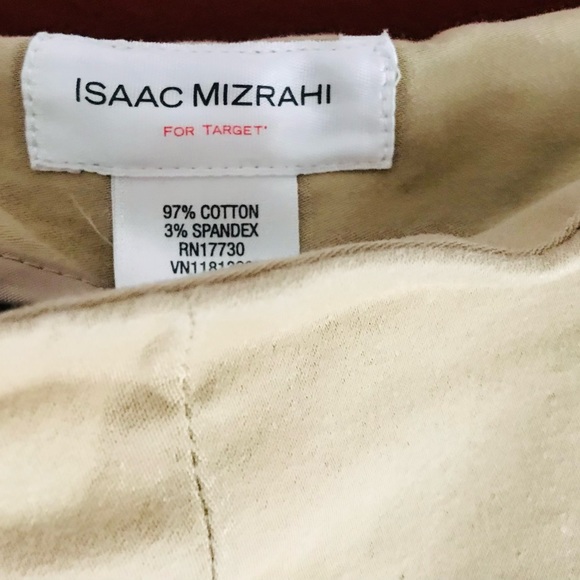 ISAAC MIZRAHI
FOR TARGET*
97% COTTON
3% SPANDEX
RN17730